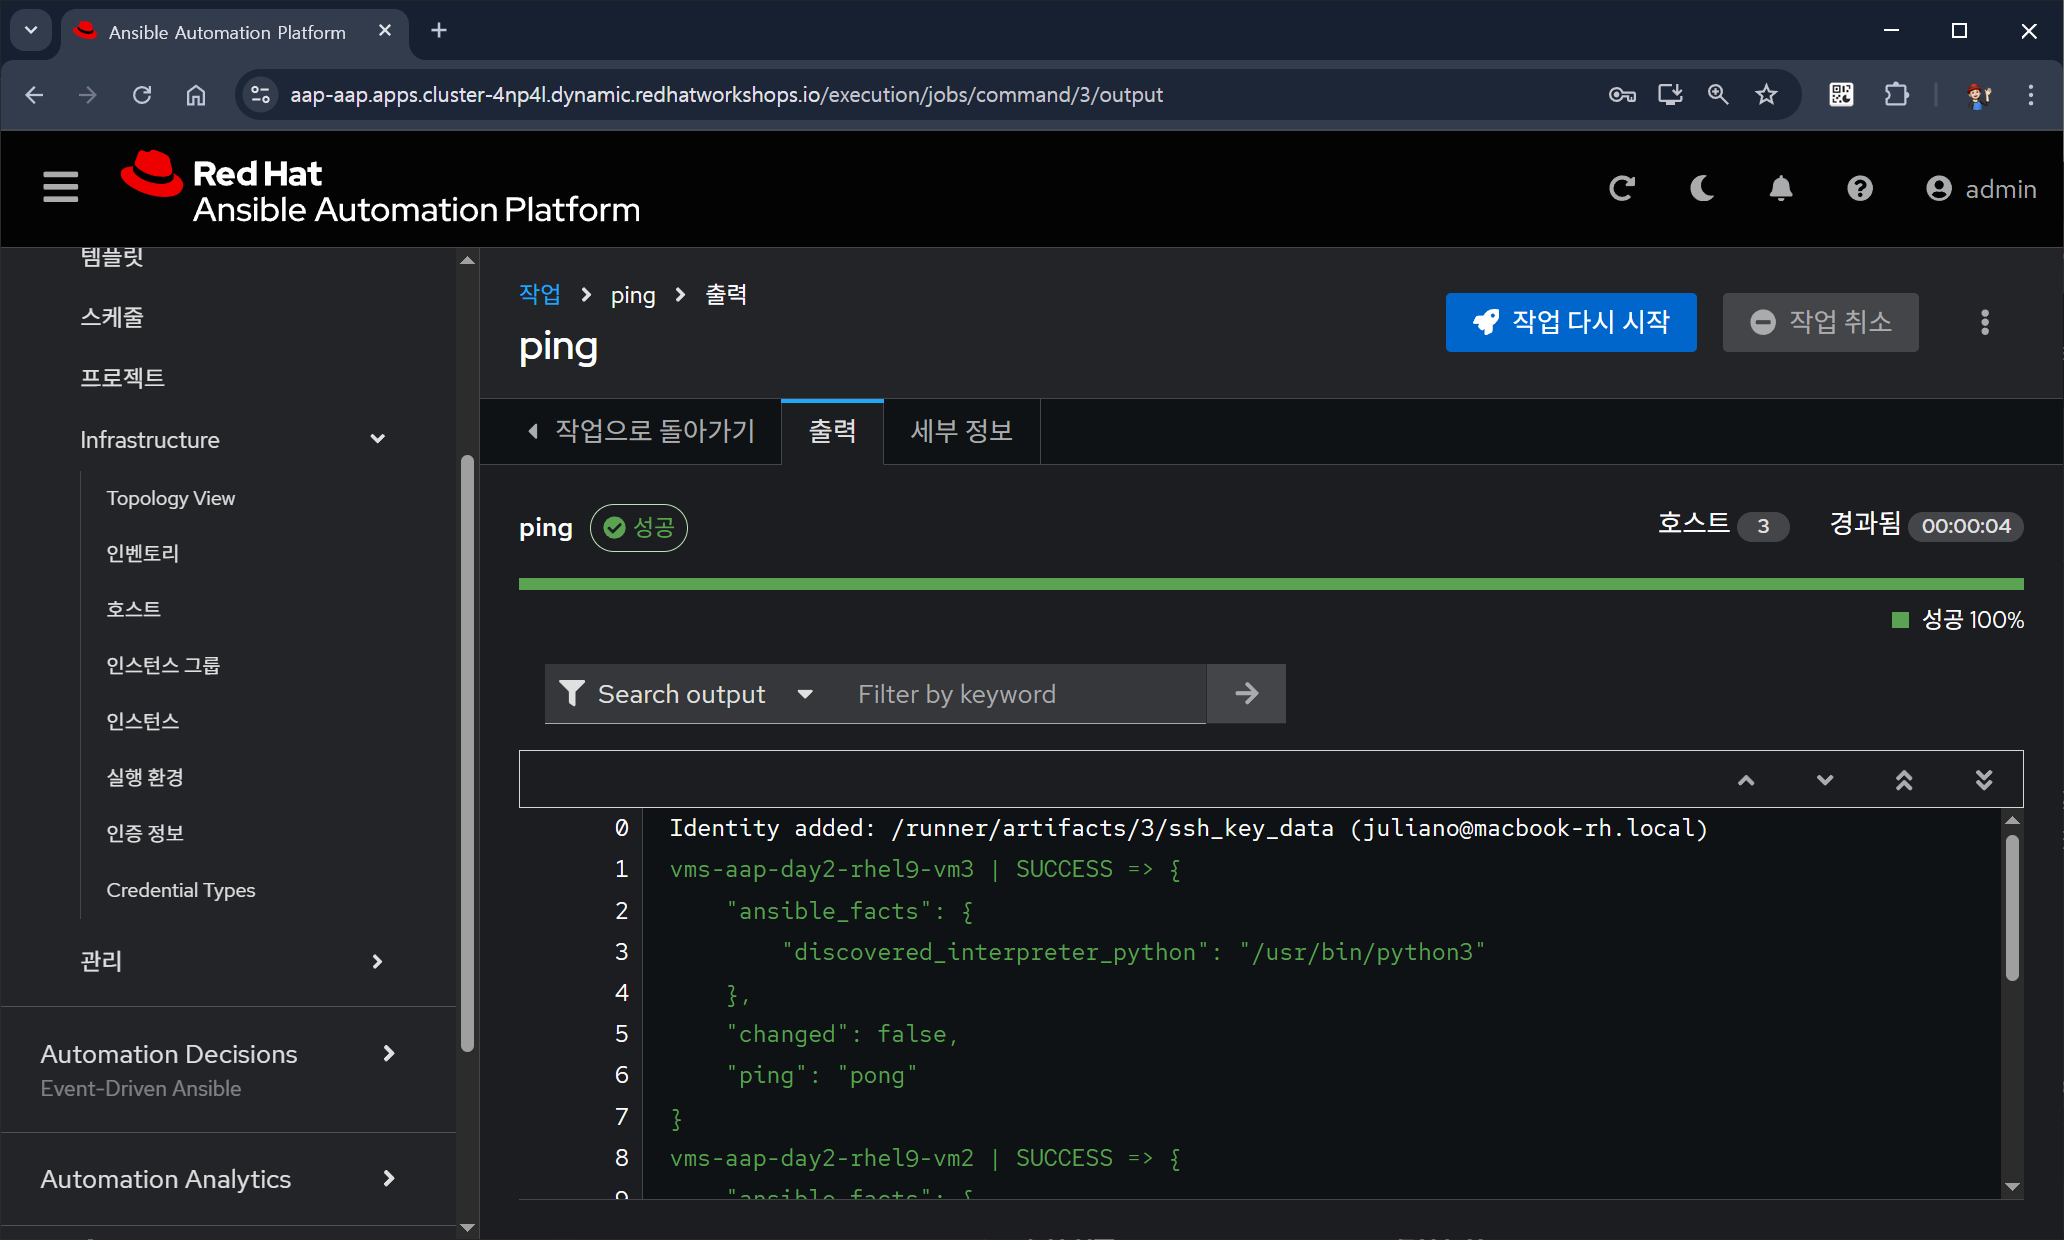 Ansible Automation Platform
aap-aap.apps.cluster-4np4l.dynamic.redhatworkshops.io/execution/jobs/command/3/output
Red Hat
Ansible Automation Platform
admin
템플릿
스케줄
프로젝트
Infrastructure
Topology View
인벤토리
호스트
인스턴스 그룹
인스턴스
실행 환경
인증 정보
Credential Types
관리
Automation Decisions
Event-Driven Ansible
Automation Analytics
작업 ping 출력
ping
작업 다시 시작
작업 취소
작업으로 돌아가기
출력
세부 정보
ping 성공
호스트 3 경과됨 00:00:04
성공 100%
Search output Filter by keyword
0 Identity added: /runner/artifacts/3/ssh_key_data (juliano@macbook-rh.local)
1 vms-aap-day2-rhel9-vm3 | SUCCESS => {
2 "ansible_facts": {
3 "discovered_interpreter_python": "/usr/bin/python3"
4 },
5 "changed": false,
6 "ping": "pong"
7 }
8 vms-aap-day2-rhel9-vm2 | SUCCESS => {
9 "ansible_facts": {